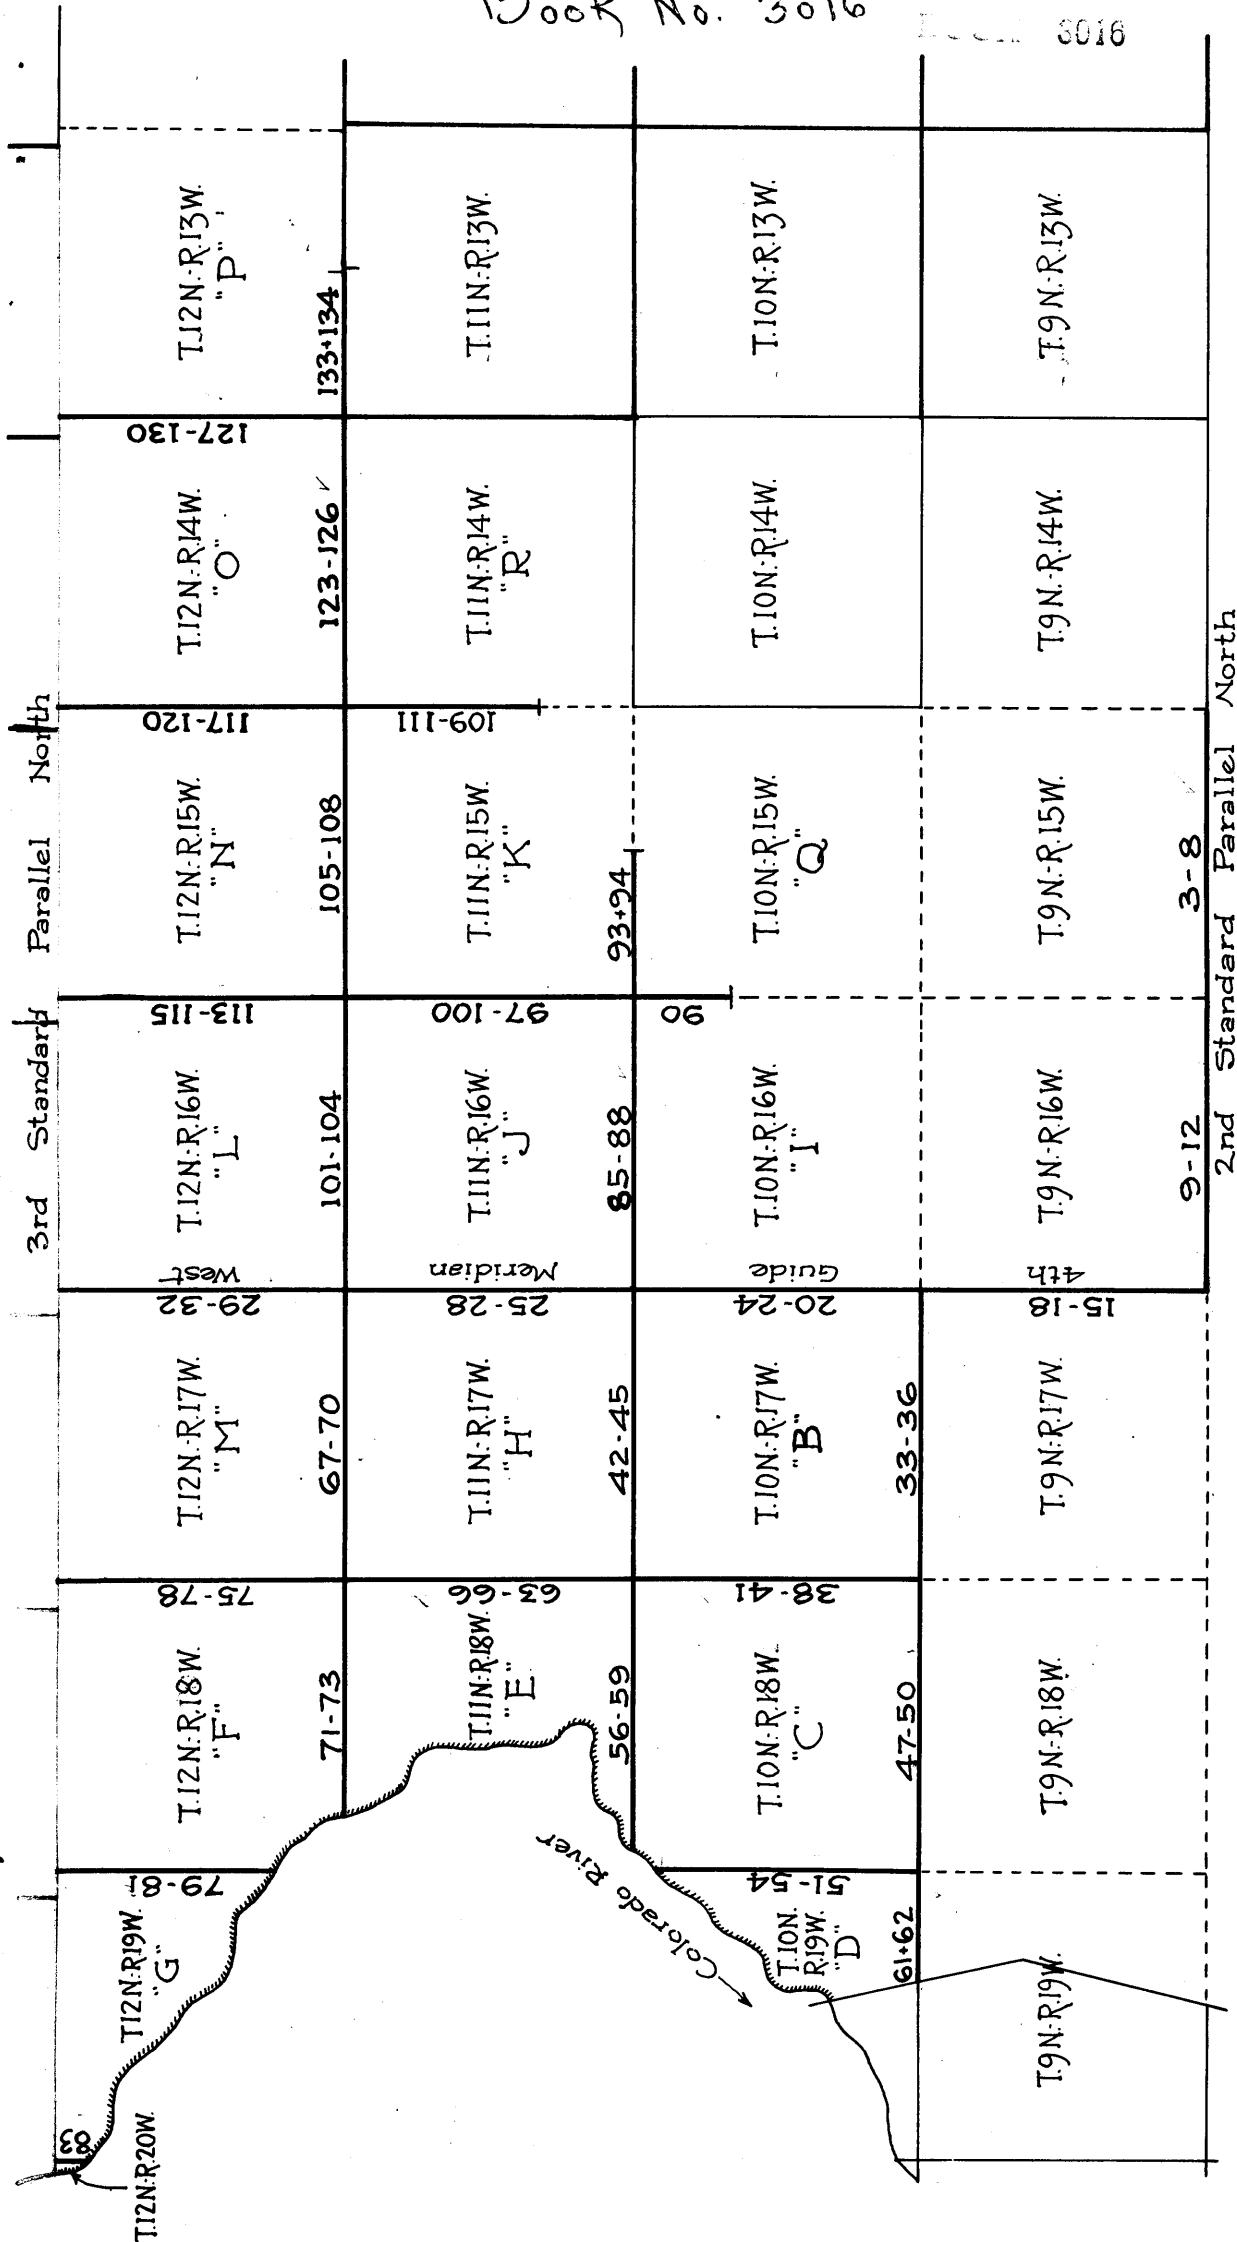 Book No. 3016
3016
3rd Standard Parallel North
T.12N.-R.20W.
83
T12N-R19W.
"G"
79-81
T.12N.-R.18W.
"F"
71-73
75-78
T.12N.-R.17W.
"M"
67-70
29-32
West
T.12N.-R.16W.
"L"
101-104
113-115
T.12N.-R.15W.
"N"
105-108
117-120
T.12N.-R.14W.
"O"
123-126
127-130
T.12N.-R.13W.
"P"
133+134
T.11N.-R.18W.
"E"
56-59
63-66
T.11N.-R.17W.
"H"
42-45
25-28
Meridian
T.11N.-R.16W.
"J"
85-88
97-100
T.11N.-R.15W.
"K"
93+94
109-111
T.11N.-R.14W.
"R"
T.11N.-R.13W.
Colorado River
T.10N.
R.19W.
"D"
61+62
51-54
T.10N.-R.18W.
"C"
47-50
38-41
T.10N.-R.17W.
"B"
33-36
20-24
Guide
T.10N.-R.16W.
"I"
90
T.10N.-R.15W.
"Q"
T.10N.-R.14W.
T.10N.-R.13W.
T.9N.-R.19W.
T.9N.-R.18W.
T.9N.-R.17W.
15-18
4th
T.9N.-R.16W.
9-12
T.9N.-R.15W.
3-8
T.9N.-R.14W.
T.9N.-R.13W.
2nd Standard Parallel North